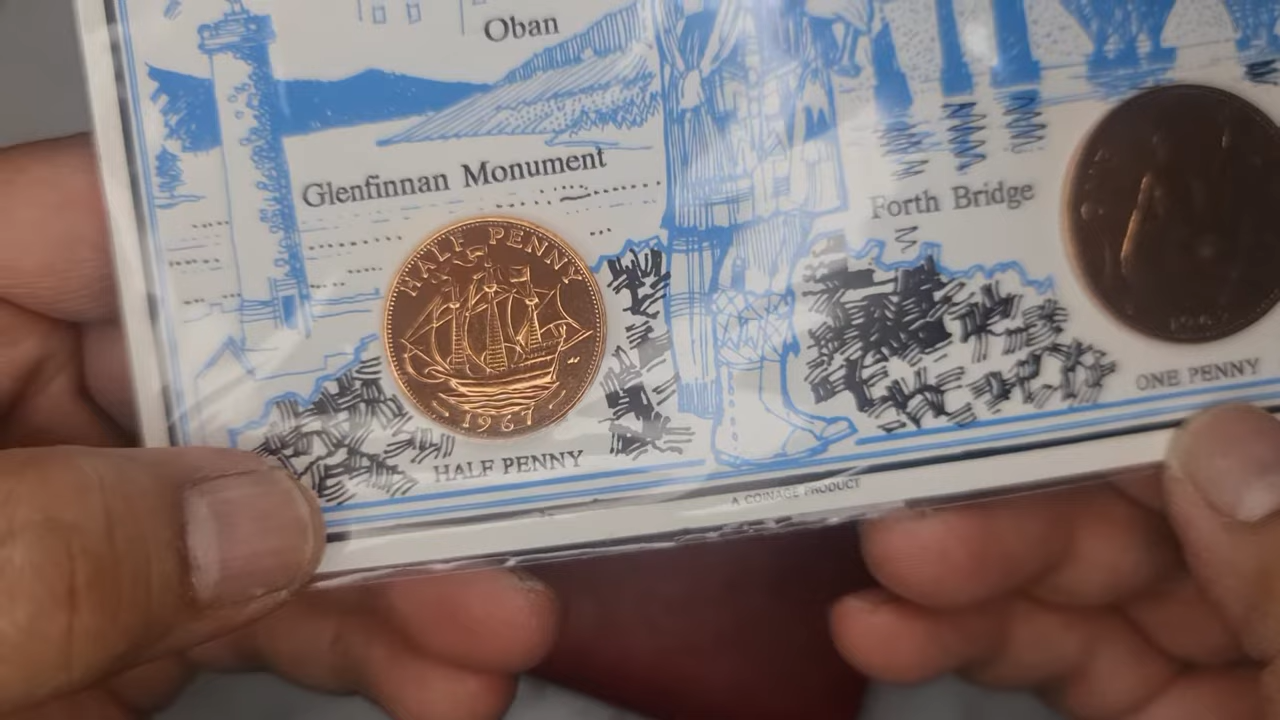 Oban
Glenfinnan Monument
Forth Bridge
HALF PENNY
1967
ONE PENNY
HALF PENNY
A COINAGE PRODUCT